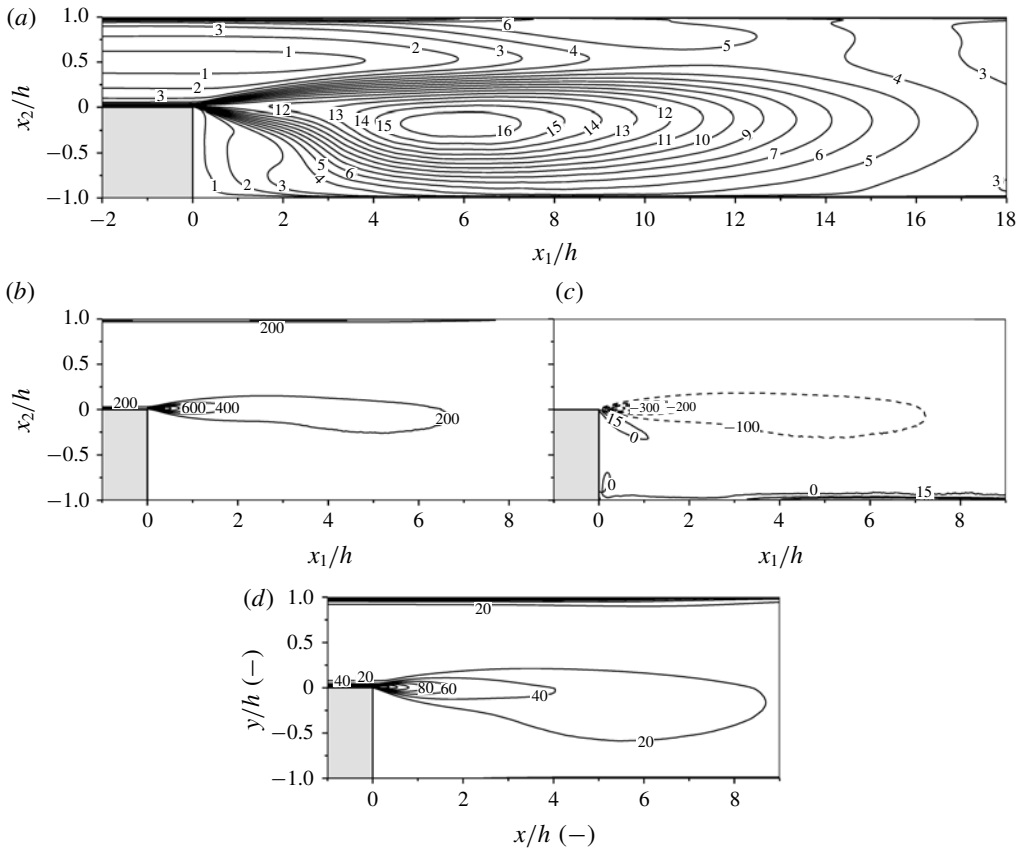 (a)
1.0
0.5
0
−0.5
−1.0
x2/h
3 2 3 4 6 5
1 1 2 2 3 4 5 3
3 12 13 14 15 16 15 14 13 12 11 10 9 7 6 5
1 2 3 4 5 6 3
−2 0 2 4 6 8 10 12 14 16 18
x1/h
(b)
1.0
0.5
0
−0.5
−1.0
x2/h
200
200 600 400 200
0 2 4 6 8
x1/h
(c)
−300 −200
15 0 −100
0 0 15
0 2 4 6 8
x1/h
(d)
1.0
0.5
0
−0.5
−1.0
y/h (−)
20
40 20 80 60 40
20
0 2 4 6 8
x/h (−)